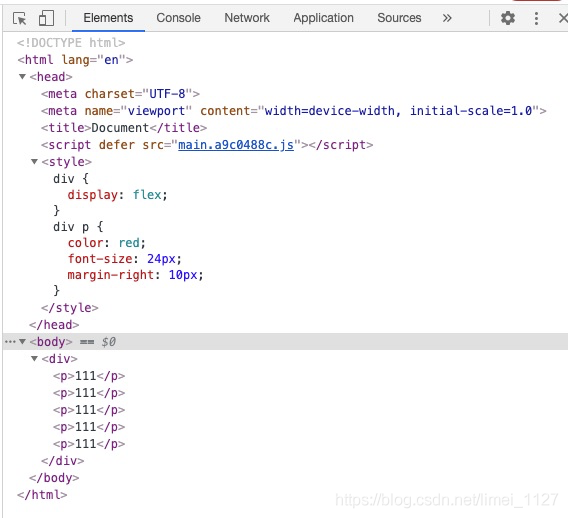 Elements Console Network Application Sources »
<!DOCTYPE html>
<html lang="en">
<head>
<meta charset="UTF-8">
<meta name="viewport" content="width=device-width, initial-scale=1.0">
<title>Document</title>
<script defer src="main.a9c0488c.js"></script>
<style>
div {
display: flex;
}
div p {
color: red;
font-size: 24px;
margin-right: 10px;
}
</style>
</head>
<body> == $0
<div>
<p>111</p>
<p>111</p>
<p>111</p>
<p>111</p>
<p>111</p>
</div>
</body>
</html>
https://blog.csdn.net/limei_1127